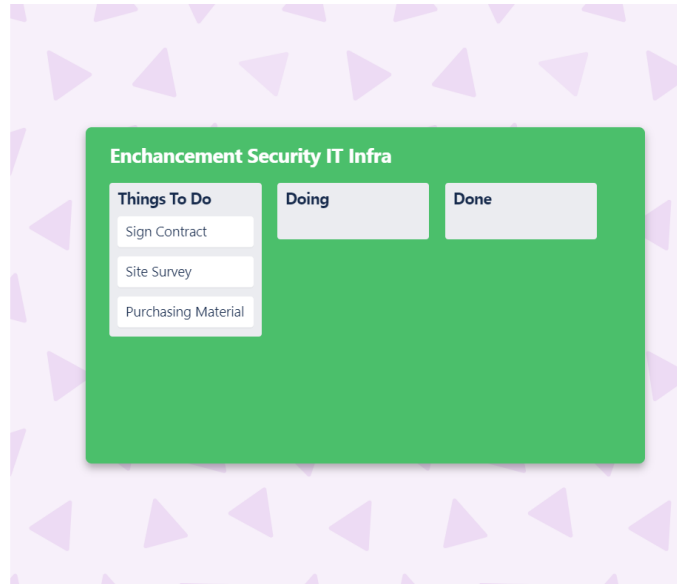 Enchancement Security IT Infra
Things To Do
Sign Contract
Site Survey
Purchasing Material
Doing
Done